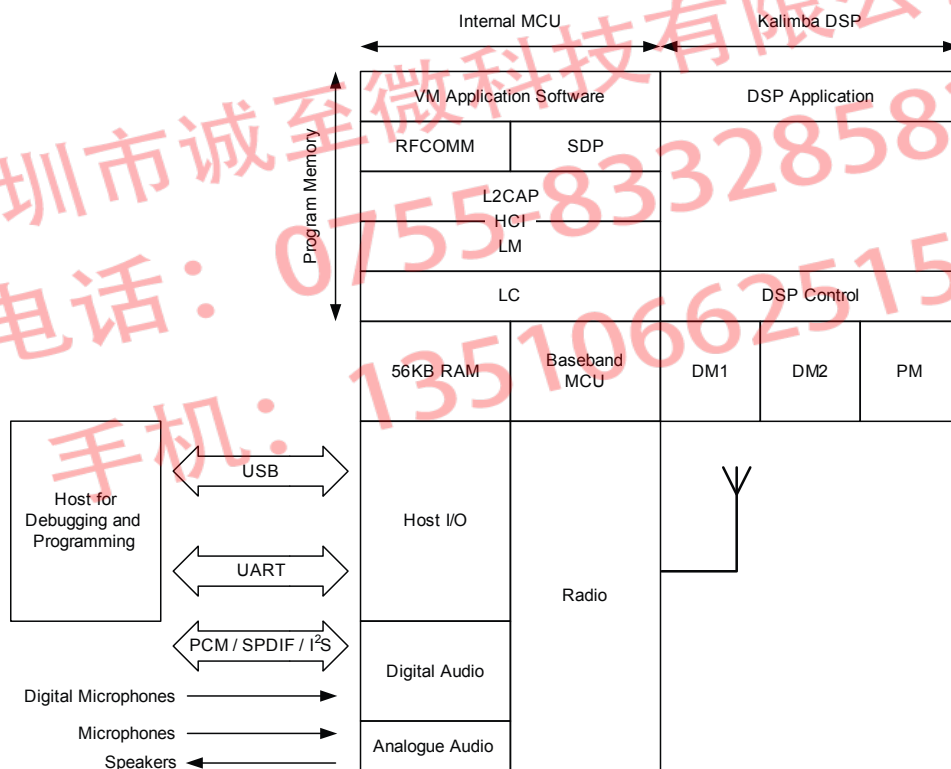 Internal MCU
Kalimba DSP
VM Application Software
DSP Application
RFCOMM
SDP
L2CAP
HCI
LM
LC
DSP Control
Program Memory
56KB RAM
Baseband
MCU
DM1
DM2
PM
Host for
Debugging and
Programming
USB
UART
PCM / SPDIF / I²S
Host I/O
Radio
Digital Audio
Analogue Audio
Digital Microphones
Microphones
Speakers
圳市诚至微科技有限公
电话：0755-8332858
手机：13510662515